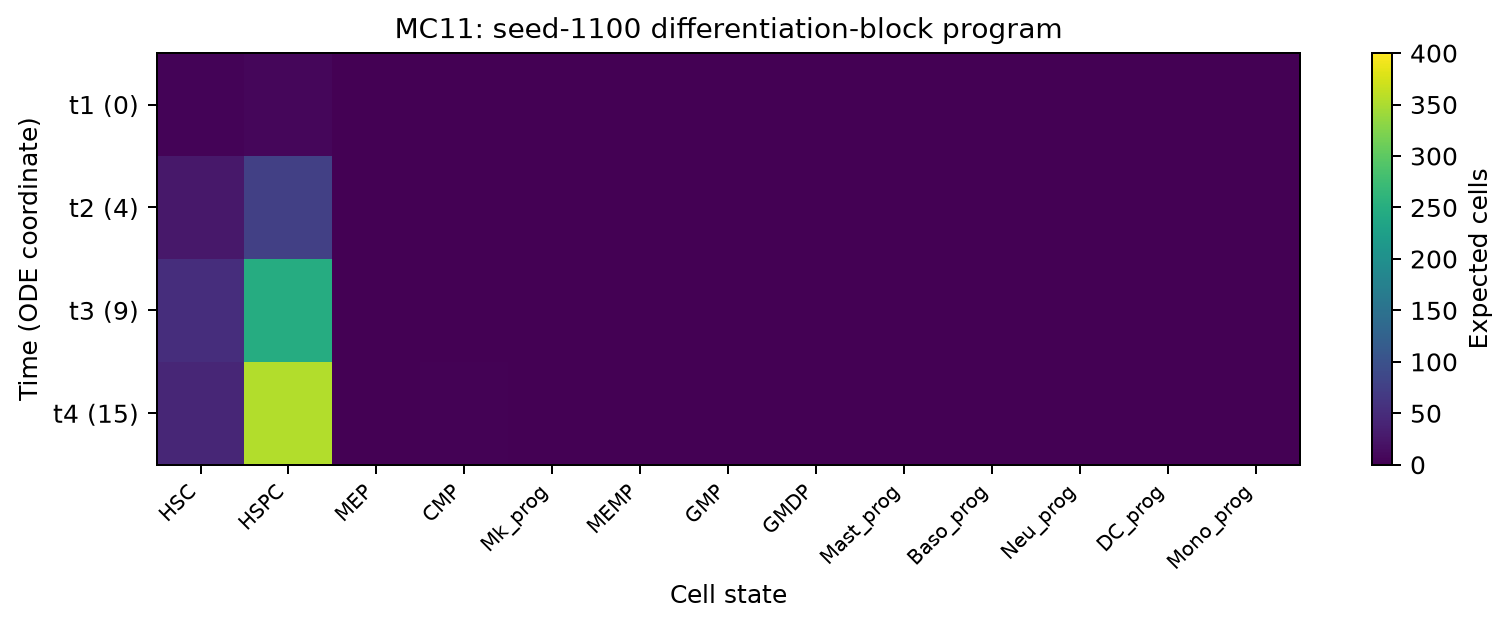 MC11: seed-1100 differentiation-block program
Time (ODE coordinate)
t1 (0)
t2 (4)
t3 (9)
t4 (15)
HSC
HSPC
MEP
CMP
Mk_prog
MEMP
GMP
GMDP
Mast_prog
Baso_prog
Neu_prog
DC_prog
Mono_prog
Cell state
400
350
300
250
200
150
100
50
0
Expected cells